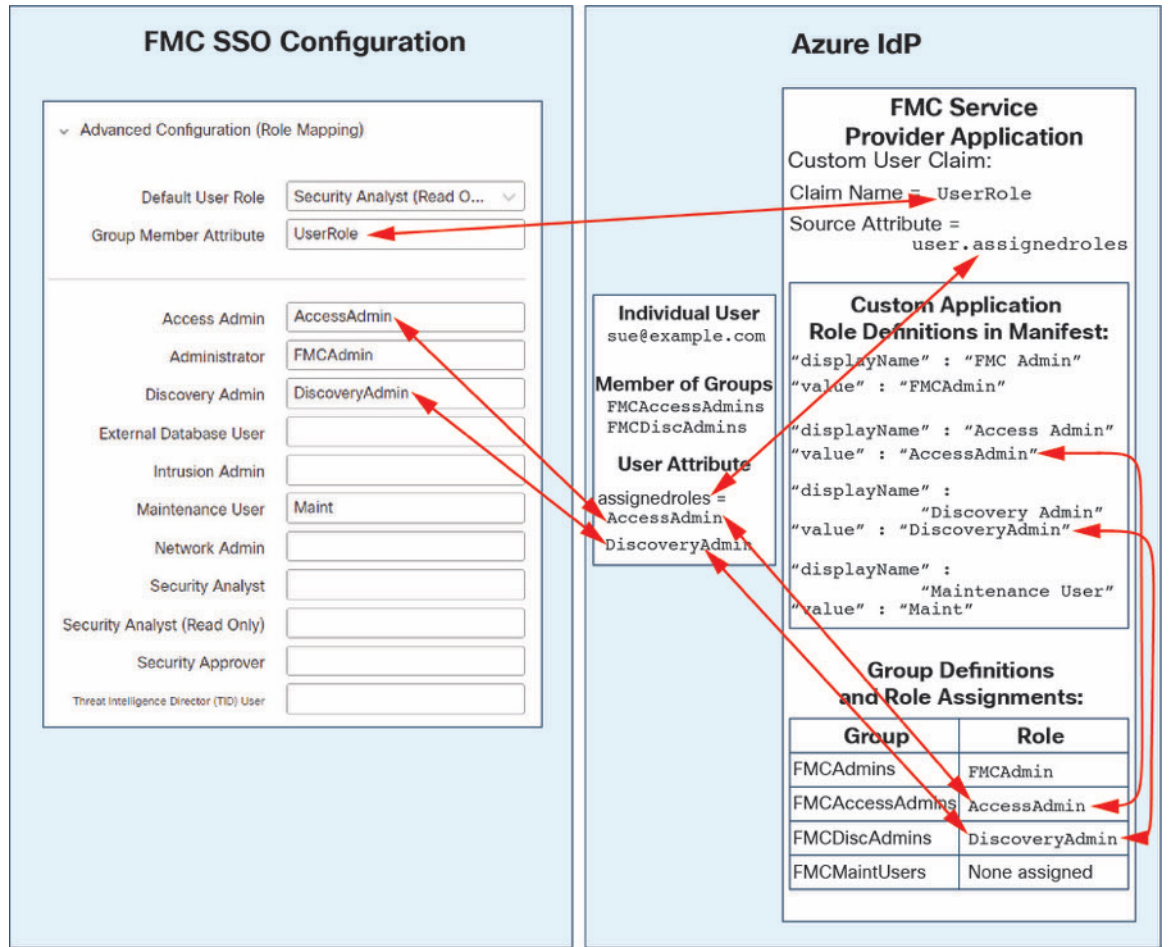 FMC SSO Configuration
Advanced Configuration (Role Mapping)
Default User Role Security Analyst (Read O...
Group Member Attribute UserRole
Access Admin AccessAdmin
Administrator FMCAdmin
Discovery Admin DiscoveryAdmin
External Database User
Intrusion Admin
Maintenance User Maint
Network Admin
Security Analyst
Security Analyst (Read Only)
Security Approver
Threat Intelligence Director (TID) User
Azure IdP
Individual User
sue@example.com
Member of Groups
FMCAccessAdmins
FMCDiscAdmins
User Attribute
assignedroles =
AccessAdmin
DiscoveryAdmin
FMC Service
Provider Application
Custom User Claim:
Claim Name = UserRole
Source Attribute =
user.assignedroles
Custom Application
Role Definitions in Manifest:
“displayName” : “FMC Admin”
“value” : “FMCAdmin”
“displayName” : “Access Admin”
“value” : “AccessAdmin”
“displayName” :
“Discovery Admin”
“value” : “DiscoveryAdmin”
“displayName” :
“Maintenance User”
“value” : “Maint”
Group Definitions
and Role Assignments:
Group Role
FMCAdmins FMCAdmin
FMCAccessAdmins AccessAdmin
FMCDiscAdmins DiscoveryAdmin
FMCMaintUsers None assigned